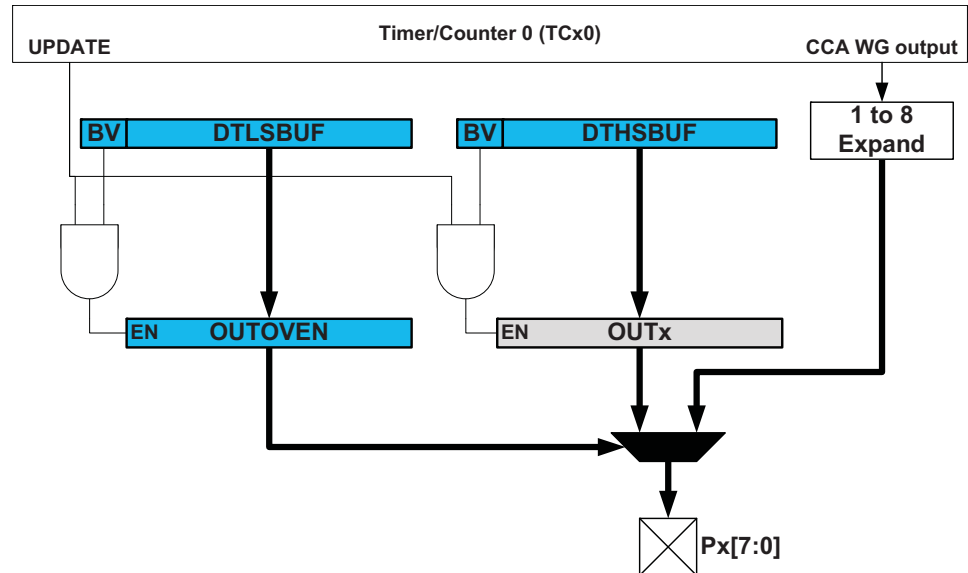 Timer/Counter 0 (TCx0)
UPDATE
CCA WG output
BV
DTLSBUF
BV
DTHSBUF
1 to 8
Expand
EN
OUTOVEN
EN
OUTx
Px[7:0]